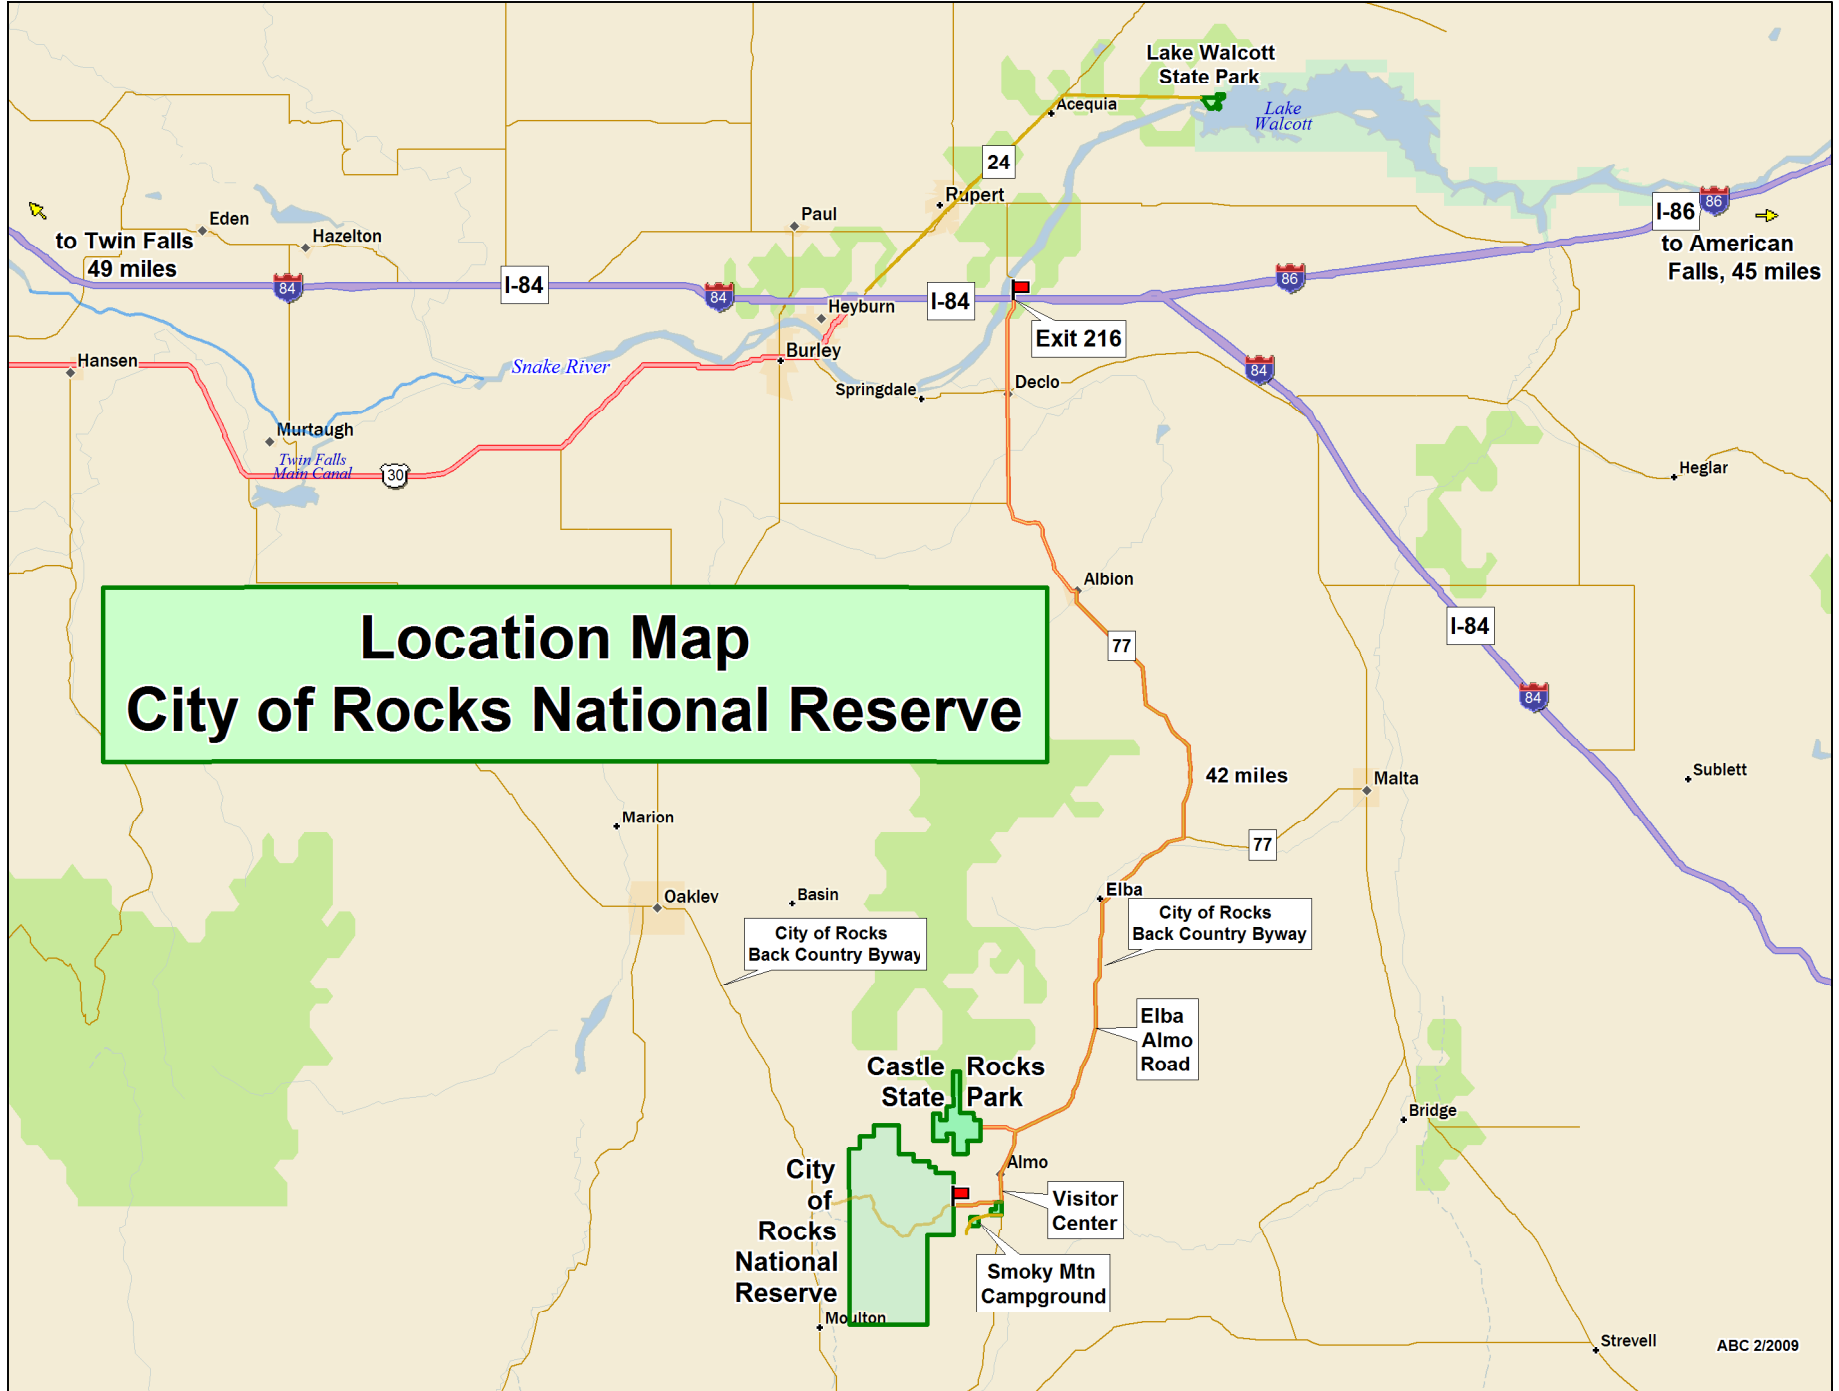 Lake Walcott
State Park
Lake
Walcott
Acequia
24
Rupert
86
I-86
to American
Falls, 45 miles
Eden
Hazelton
Paul
to Twin Falls
49 miles
84
I-84
84
I-84
86
Heyburn
Exit 216
Hansen
Snake River
Burley
84
Springdale
Declo
Murtaugh
Twin Falls
Main Canal
30
Heglar
Albion
77
I-84
Location Map
City of Rocks National Reserve
84
42 miles
Malta
Sublett
Marion
77
Oakley
Basin
Elba
City of Rocks
Back Country Byway
City of Rocks
Back Country Byway
Elba
Almo
Road
Castle Rocks
State Park
Bridge
Almo
City
of
Rocks
National
Reserve
Visitor
Center
Smoky Mtn
Campground
Moulton
Strevell
ABC 2/2009